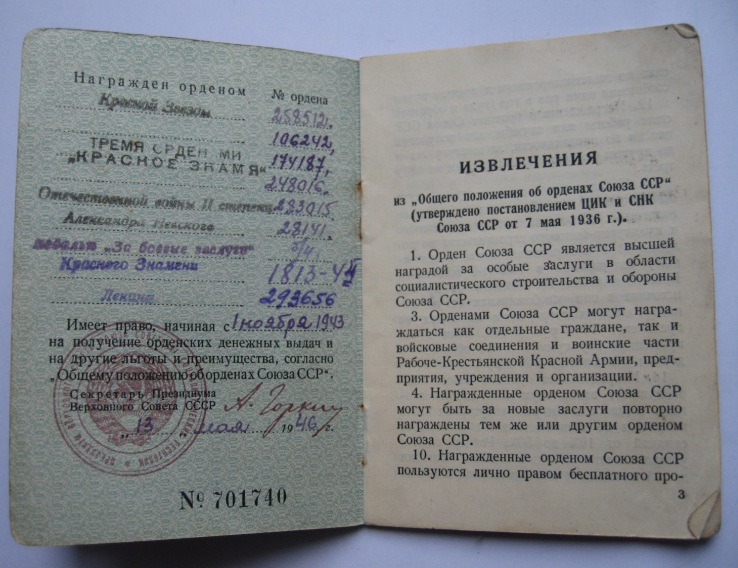 Награжден орденом № ордена
Красной Звезды 258512,
106242,
ТРЕМЯ ОРДЕН МИ
„КРАСНОЕ ЗНАМЯ“ 174187,
248016.
Отечественной войны II степени 283015
Александра Невского 28141.
медалью „За боевые заслуги“ б/н
Красного Знамени 1813-
Ленина 293656
Имеет право, начиная с 1 ноября 1943
на получение орденских денежных выдач и
на другие льготы и преимущества, согласно
„Общему положению об орденах Союза ССР“.
Секретарь Президиума
Верховного Совета СССР А. Горкин
„13 мая 1946 г.
№ 701740
ИЗВЛЕЧЕНИЯ
из „Общего положения об орденах Союза ССР“
(утверждено постановлением ЦИК и СНК
Союза ССР от 7 мая 1936 г.).
1. Орден Союза ССР является высшей
наградой за особые заслуги в области
социалистического строительства и обороны
Союза ССР.
3. Орденами Союза ССР могут награ-
ждаться как отдельные граждане, так и
войсковые соединения и воинские части
Рабоче-Крестьянской Красной Армии, пред-
приятия, учреждения и организации.
4. Награжденные орденом Союза ССР
могут быть за новые заслуги повторно
награждены тем же или другим орденом
Союза ССР.
10. Награжденные орденом Союза ССР
пользуются лично правом бесплатного про-
3